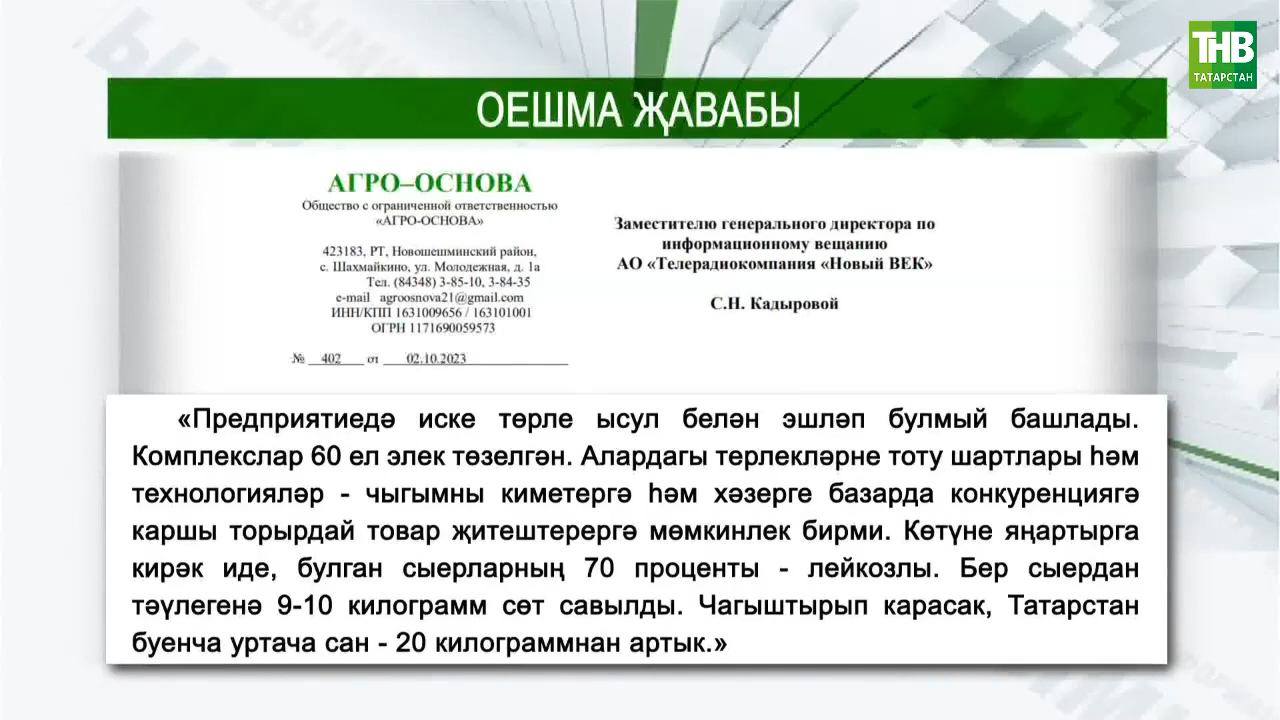 ТНВ
ТАТАРСТАН
ОЕШМА ҖАВАБЫ
АГРО–ОСНОВА
Общество с ограниченной ответственностью
«АГРО-ОСНОВА»
423183, РТ, Новошешминский район,
с. Шахмайкино, ул. Молодежная, д. 1а
Тел. (84348) 3-85-10, 3-84-35
e-mail agroosnova21@gmail.com
ИНН/КПП 1631009656 / 163101001
ОГРН 1171690059573
№ 402 от 02.10.2023
Заместителю генерального директора по
информационному вещанию
АО «Телерадиокомпания «Новый ВЕК»
С.Н. Кадыровой
«Предприятиедә иске төрле ысул белән эшләп булмый башлады.
Комплекслар 60 ел элек төзелгән. Алардагы терлекләрне тоту шартлары һәм
технологияләр - чыгымны киметергә һәм хәзерге базарда конкуренциягә
каршы торырдай товар җитештерергә мөмкинлек бирми. Көтүне яңартырга
кирәк иде, булган сыерларның 70 проценты - лейкозлы. Бер сыердан
тәүлегенә 9-10 килограмм сөт савылды. Чагыштырып карасак, Татарстан
буенча уртача сан - 20 килограммнан артык.»